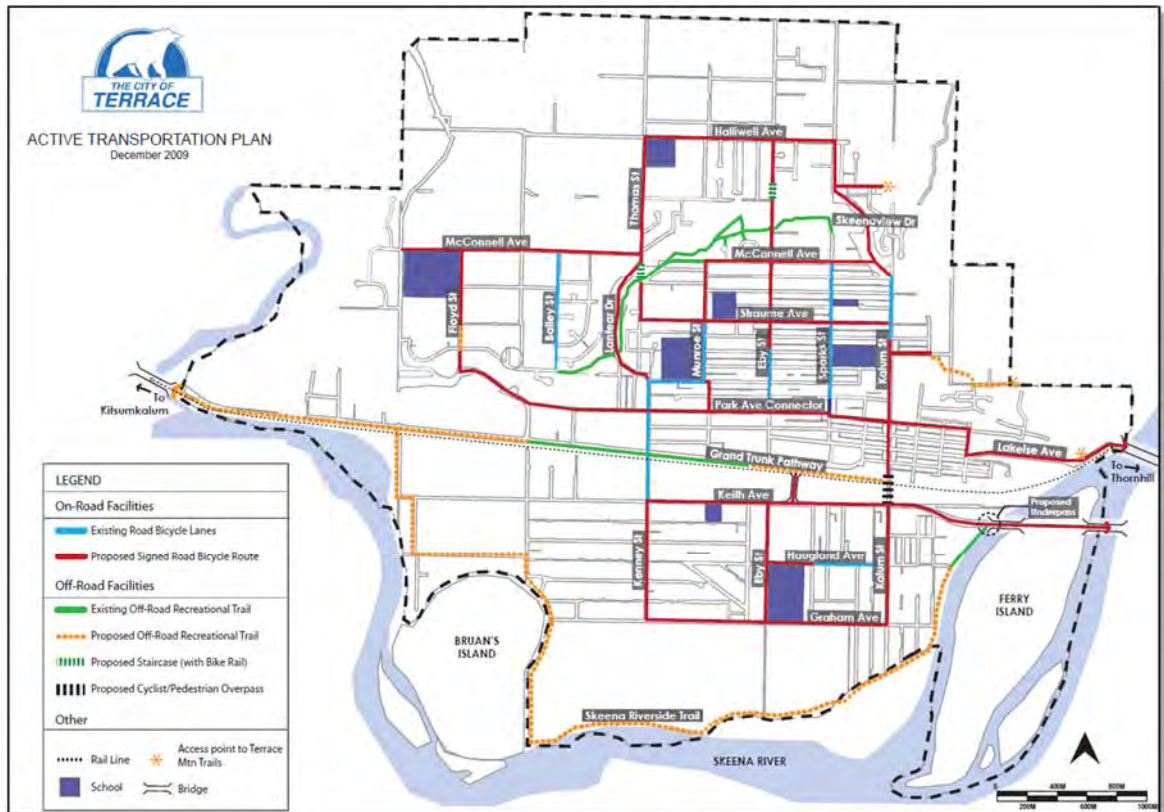 THE CITY OF
TERRACE
ACTIVE TRANSPORTATION PLAN
December 2009
Halliwell Ave
Thomas St
Skeenaview Dr
McConnell Ave
McConnell Ave
Floyd St
Bailey St
Lanfear Dr
Straume Ave
Munroe St
Eby St
Sparks St
Kalum St
To
Kitsumkalum
Park Ave Connector
Lakelse Ave
Grand Trunk Pathway
To
Thornhill
Keith Ave
Proposed
Underpass
Kenney St
Eby St
Haugland Ave
Kalum St
Graham Ave
FERRY
ISLAND
BRUAN'S
ISLAND
Skeena Riverside Trail
SKEENA RIVER
LEGEND
On-Road Facilities
Existing Road Bicycle Lanes
Proposed Signed Road Bicycle Route
Off-Road Facilities
Existing Off-Road Recreational Trail
Proposed Off-Road Recreational Trail
Proposed Staircase (with Bike Rail)
Proposed Cyclist/Pedestrian Overpass
Other
Rail Line
Access point to Terrace
Mtn Trails
School
Bridge
400M 800M
200M 600M 1000M